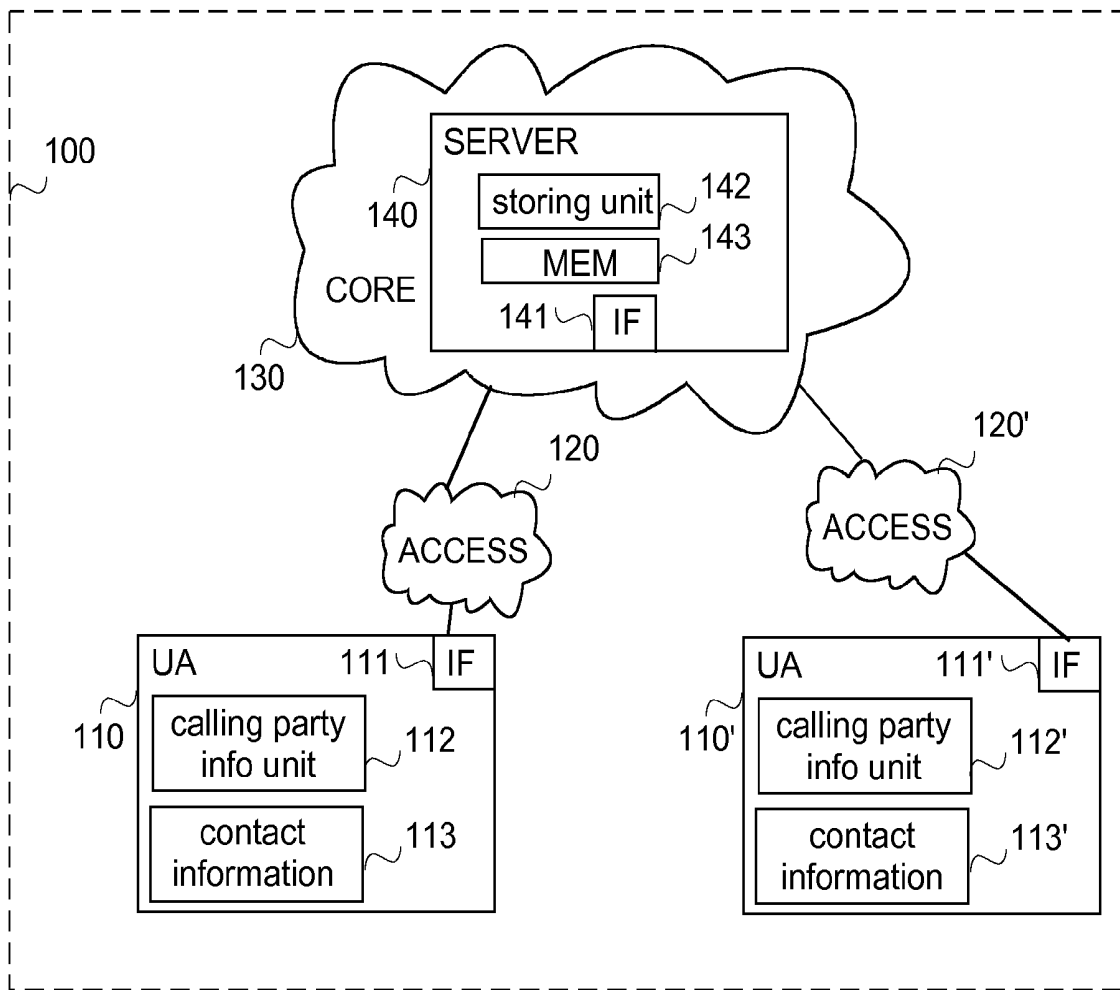 100
SERVER
140
storing unit
142
MEM
143
CORE
141
IF
130
120
ACCESS
120'
ACCESS
UA
111
IF
110
calling party
info unit
112
contact
information
113
UA
111'
IF
110'
calling party
info unit
112'
contact
information
113'